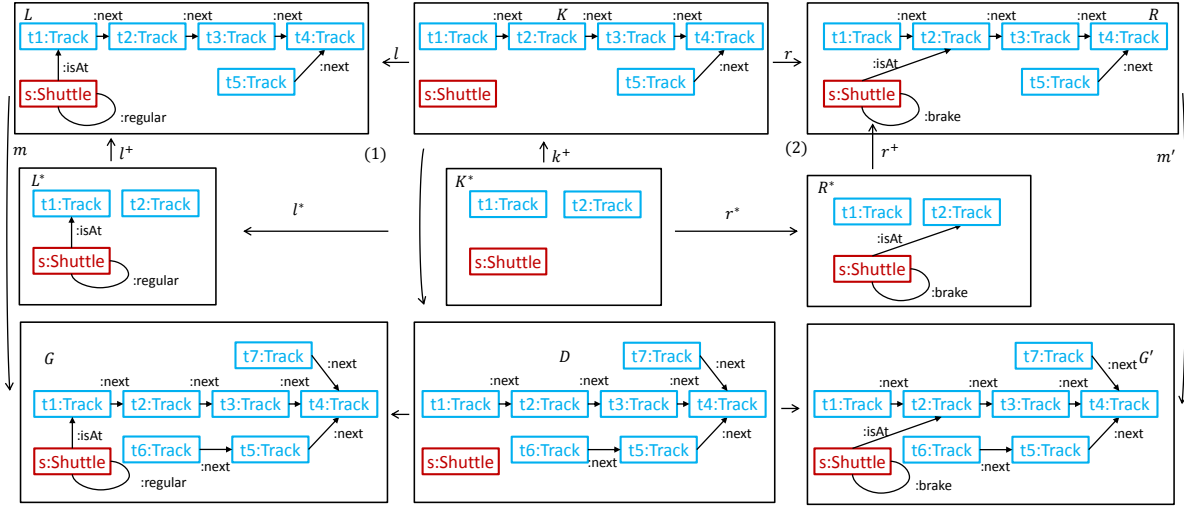 L
:next :next :next
t1:Track t2:Track t3:Track t4:Track
:isAt :next
t5:Track
s:Shuttle
:regular
l
:next K :next :next
t1:Track t2:Track t3:Track t4:Track
:next
t5:Track
s:Shuttle
r
:next :next :next R
t1:Track t2:Track t3:Track t4:Track
:isAt :next
t5:Track
s:Shuttle
:brake
m l⁺ (1) k⁺ (2) r⁺ m′
L*
t1:Track t2:Track
:isAt
s:Shuttle
:regular
l*
K*
t1:Track t2:Track
s:Shuttle
r*
R*
t1:Track t2:Track
:isAt
s:Shuttle
:brake
G
t7:Track
:next
:next :next :next
t1:Track t2:Track t3:Track t4:Track
:isAt
t6:Track t5:Track :next
:next
s:Shuttle
:regular
D
t7:Track
:next
:next :next :next
t1:Track t2:Track t3:Track t4:Track
t6:Track t5:Track :next
:next
s:Shuttle
G′
t7:Track
:next
:next :next :next
t1:Track t2:Track t3:Track t4:Track
:isAt
t6:Track t5:Track :next
:next
s:Shuttle
:brake